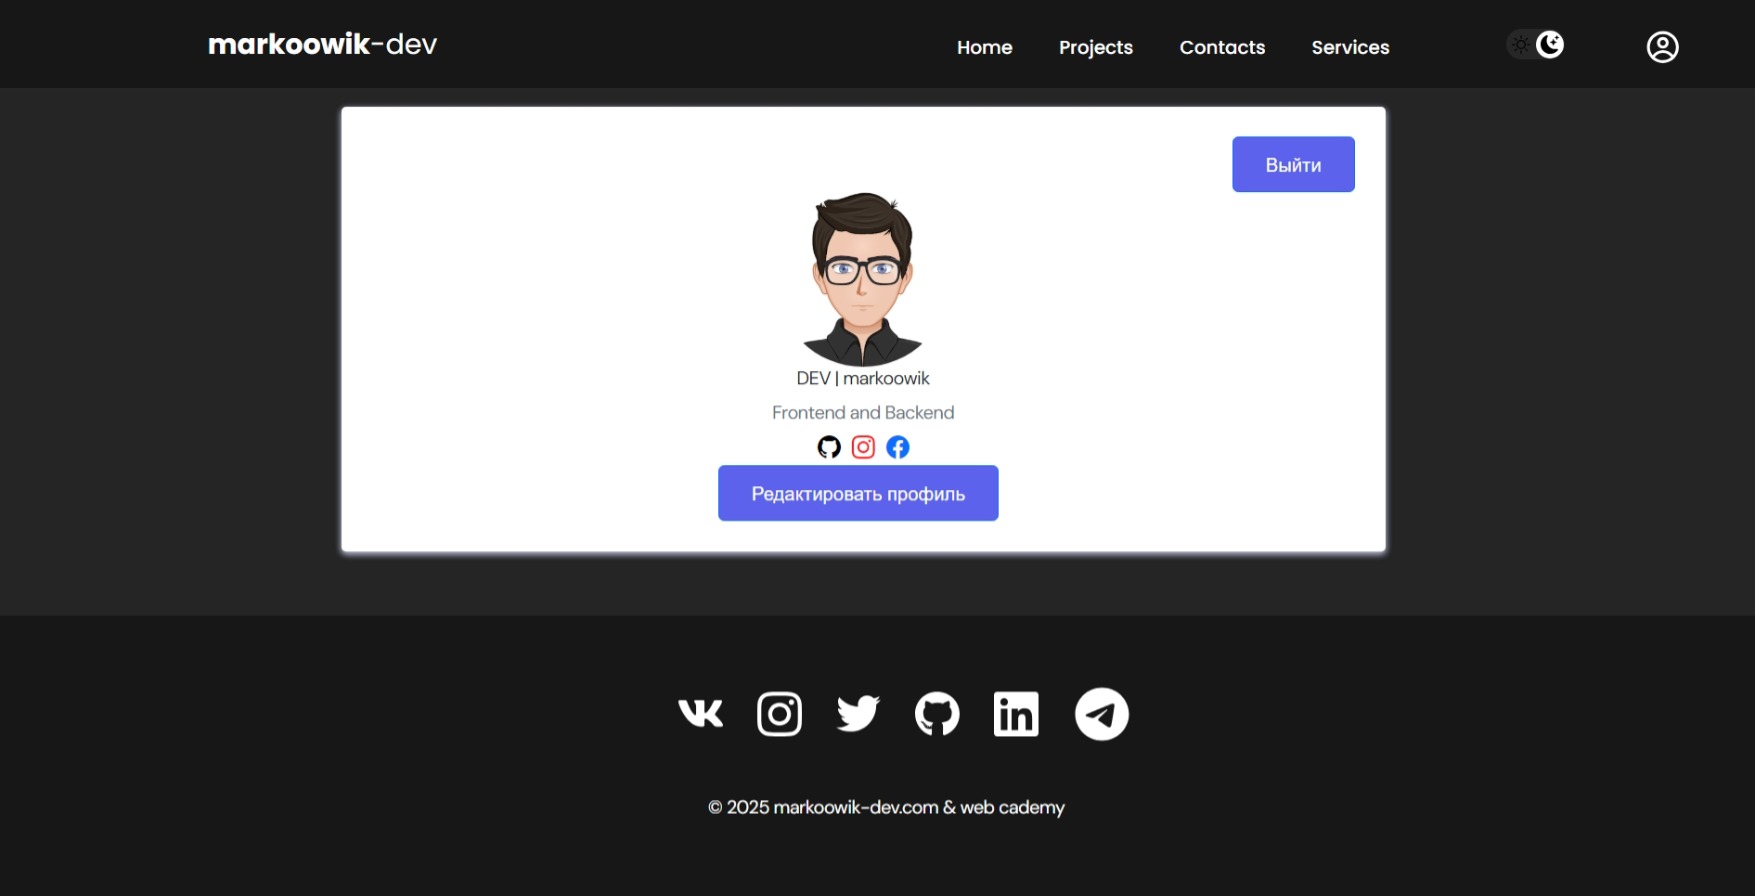 markoowik-dev
Home Projects Contacts Services
Выйти
DEV | markoowik
Frontend and Backend
Редактировать профиль
© 2025 markoowik-dev.com & web cademy